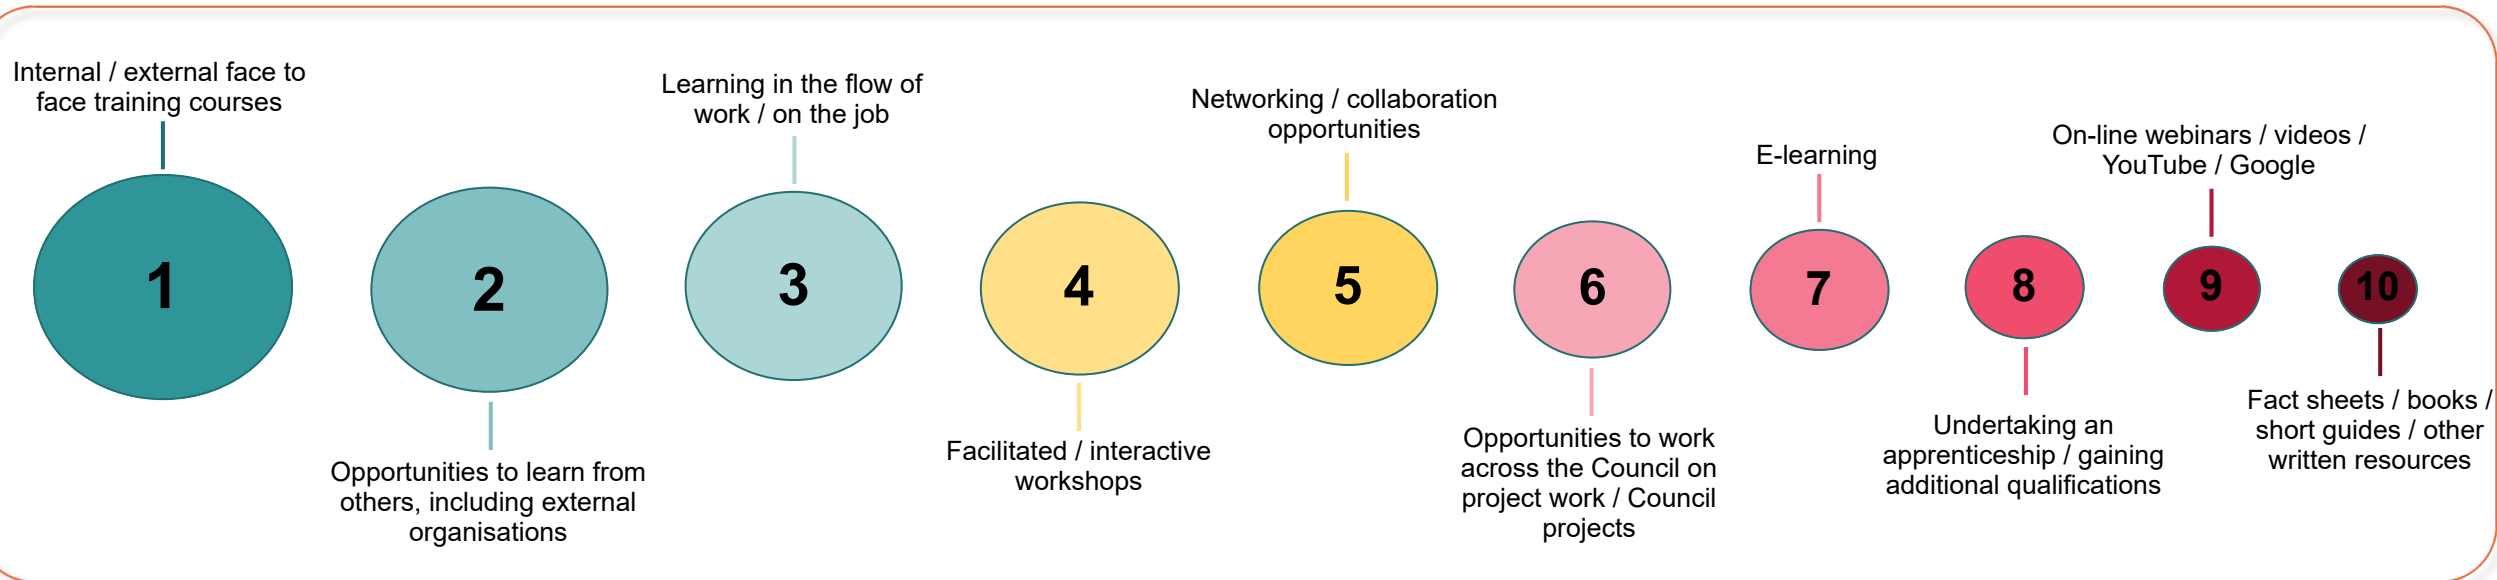 Internal / external face to
face training courses
1
2
Opportunities to learn from
others, including external
organisations
Learning in the flow of
work / on the job
3
4
Facilitated / interactive
workshops
Networking / collaboration
opportunities
5
6
Opportunities to work
across the Council on
project work / Council
projects
E-learning
7
8
Undertaking an
apprenticeship / gaining
additional qualifications
On-line webinars / videos /
YouTube / Google
9
10
Fact sheets / books /
short guides / other
written resources